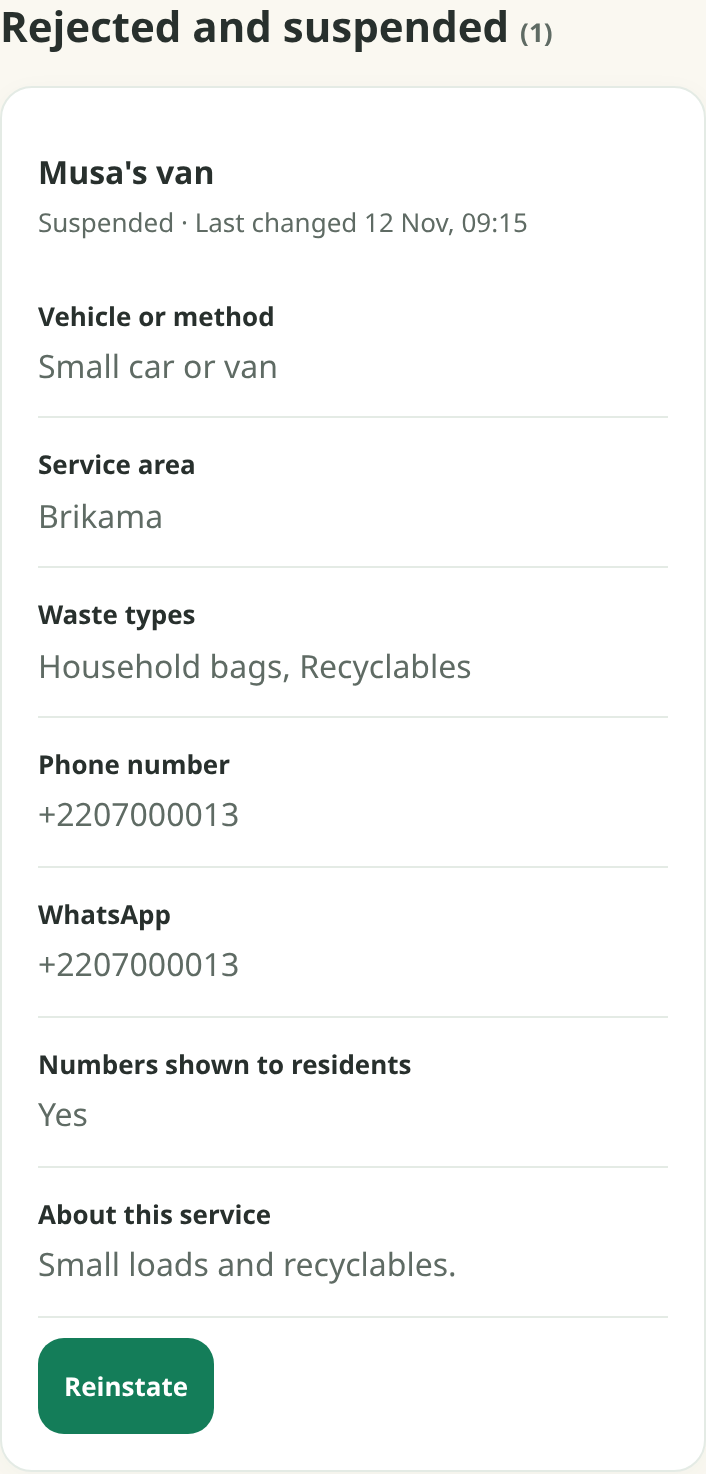 Rejected and suspended (1)
Musa's van
Suspended · Last changed 12 Nov, 09:15
Vehicle or method
Small car or van
Service area
Brikama
Waste types
Household bags, Recyclables
Phone number
+2207000013
WhatsApp
+2207000013
Numbers shown to residents
Yes
About this service
Small loads and recyclables.
Reinstate